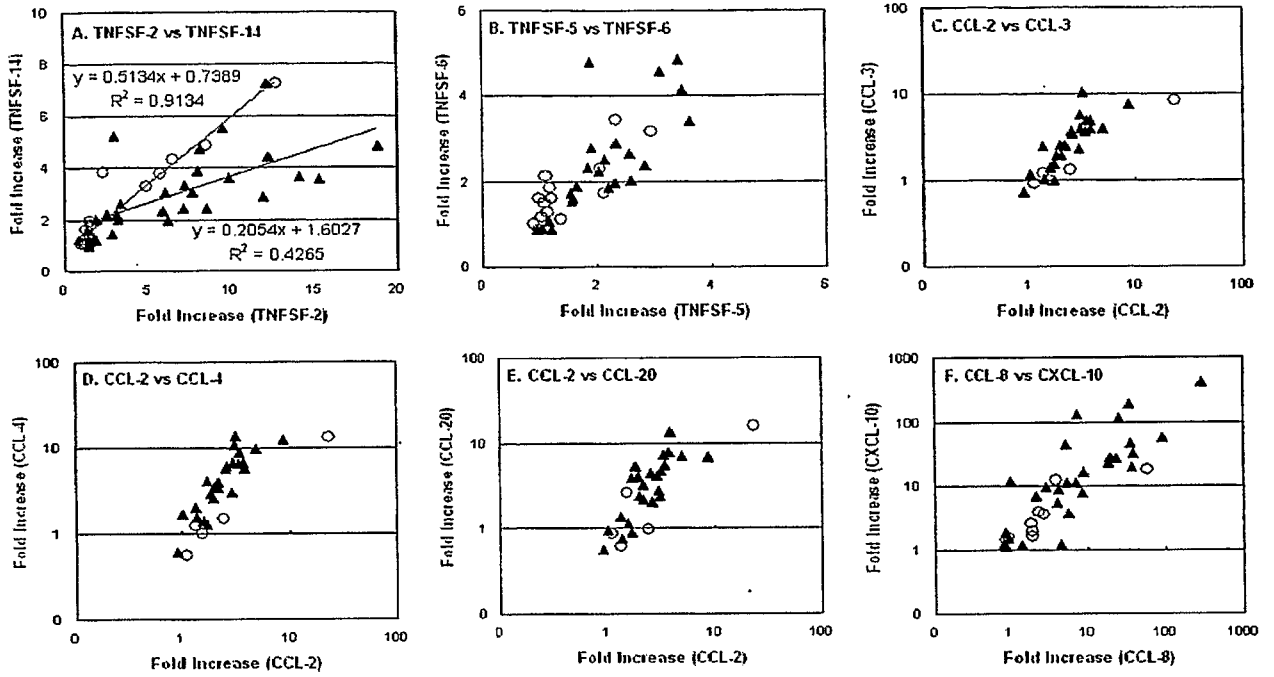 A. TNFSF-2 vs TNFSF-14
y = 0.5134x + 0.7389
R² = 0.9134
y = 0.2054x + 1.6027
R² = 0.4265
10
8
6
4
2
0
0 5 10 15 20
Fold Increase (TNFSF-14)
Fold Increase (TNFSF-2)
B. TNFSF-5 vs TNFSF-6
6
4
2
0
0 2 4 6
Fold Increase (TNFSF-6)
Fold Increase (TNFSF-5)
C. CCL-2 vs CCL-3
100
10
1
0
0 1 10 100
Fold Increase (CCL-3)
Fold Increase (CCL-2)
D. CCL-2 vs CCL-4
100
10
1
0
0 1 10 100
Fold Increase (CCL-4)
Fold Increase (CCL-2)
E. CCL-2 vs CCL-20
100
10
1
0
0 1 10 100
Fold Increase (CCL-20)
Fold Increase (CCL-2)
F. CCL-8 vs CXCL-10
1000
100
10
1
0
0 1 10 100 1000
Fold Increase (CXCL-10)
Fold Increase (CCL-8)